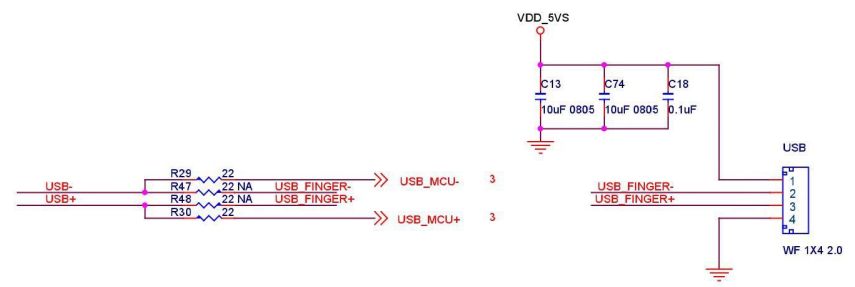 VDD_5VS
C13 C74 C18
10uF 0805 10uF 0805 0.1uF
USB
R29 22
USB_MCU- 3
USB- R47 22 NA USB_FINGER-
USB+ R48 22 NA USB_FINGER+
R30 22
USB_MCU+ 3
USB_FINGER-
USB_FINGER+
1
2
3
4
WF 1X4 2.0